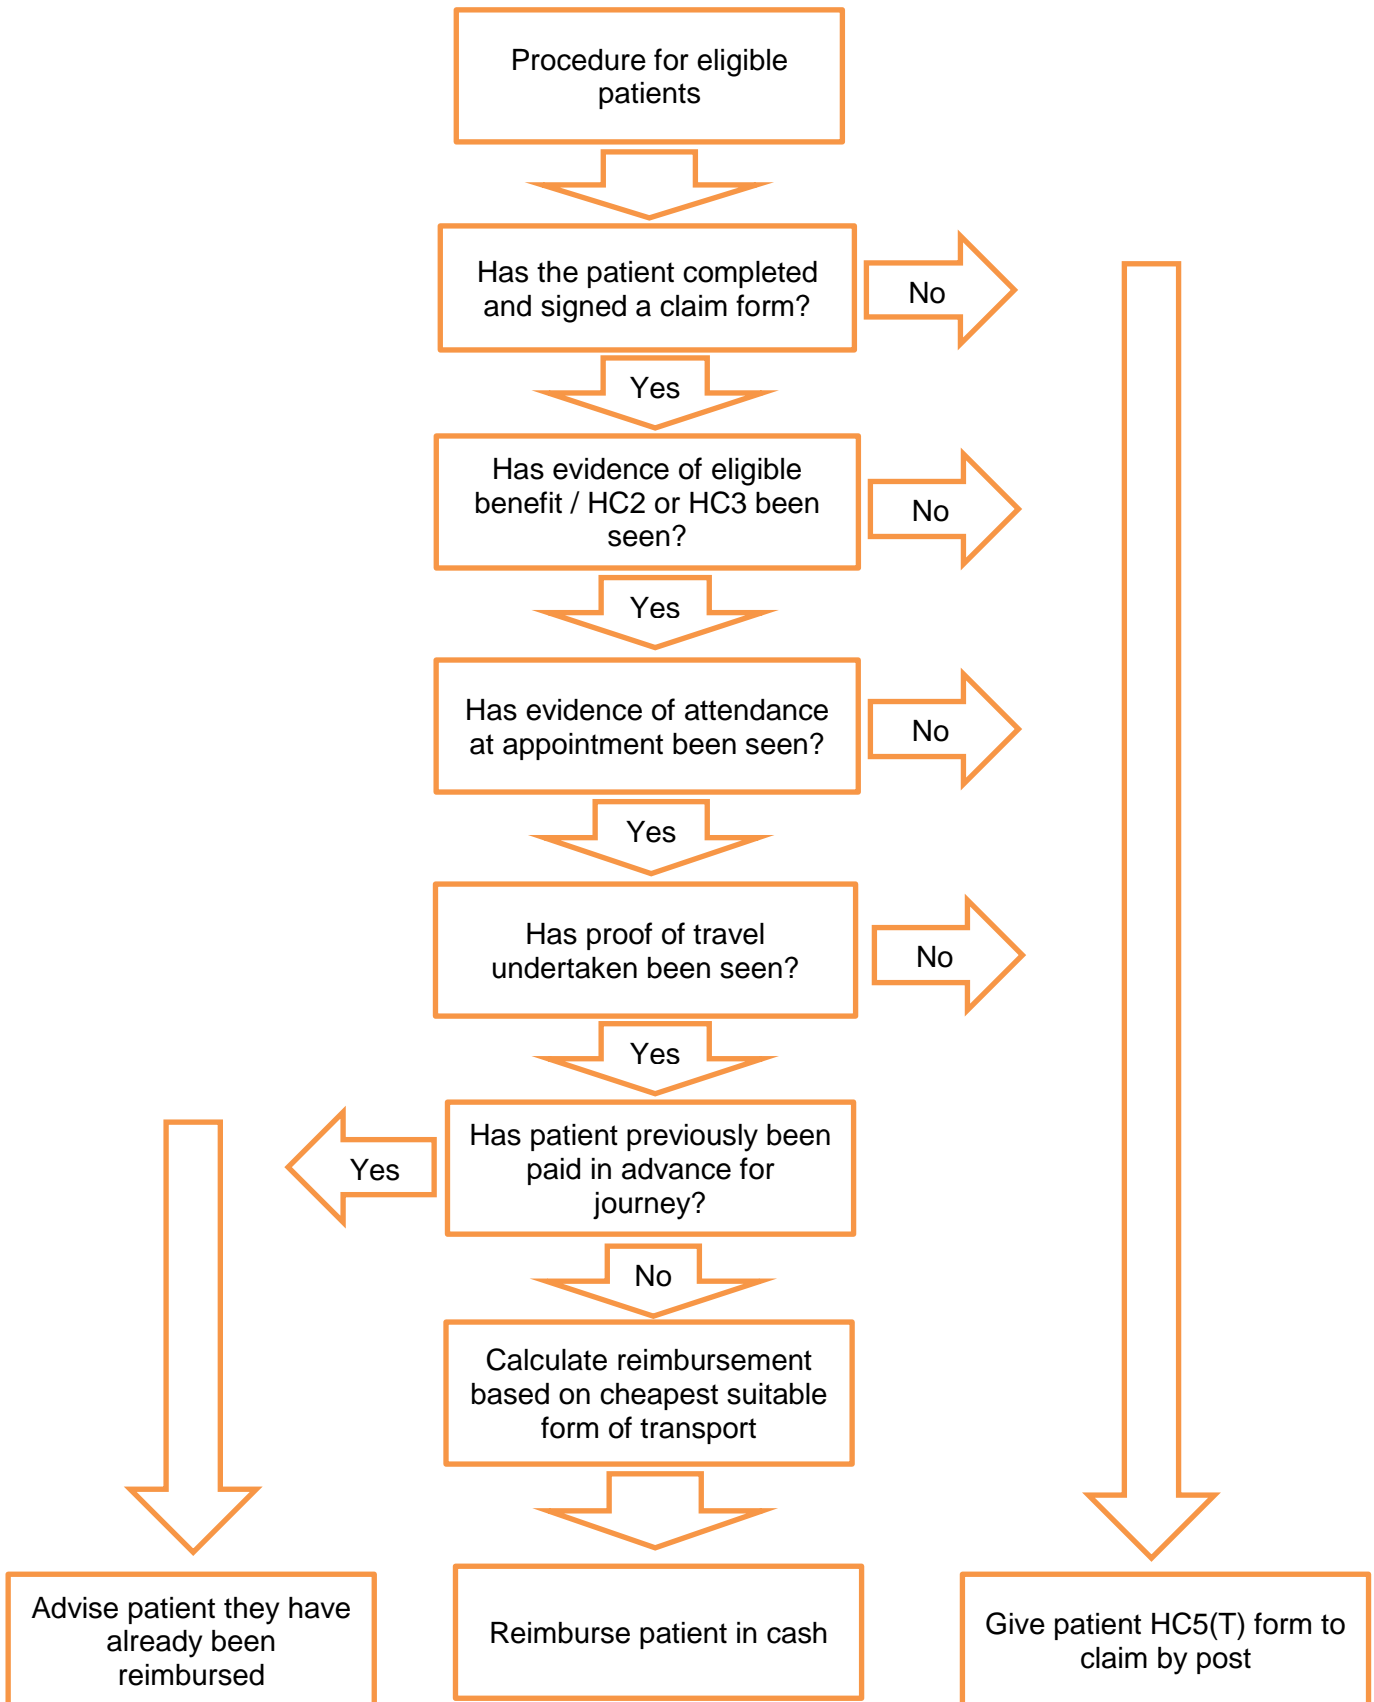 Procedure for eligible
patients
Has the patient completed
and signed a claim form?
No
Yes
Has evidence of eligible
benefit / HC2 or HC3 been
seen?
No
Yes
Has evidence of attendance
at appointment been seen?
No
Yes
Has proof of travel
undertaken been seen?
No
Yes
Has patient previously been
paid in advance for
journey?
Yes
No
Calculate reimbursement
based on cheapest suitable
form of transport
Advise patient they have
already been
reimbursed
Reimburse patient in cash
Give patient HC5(T) form to
claim by post